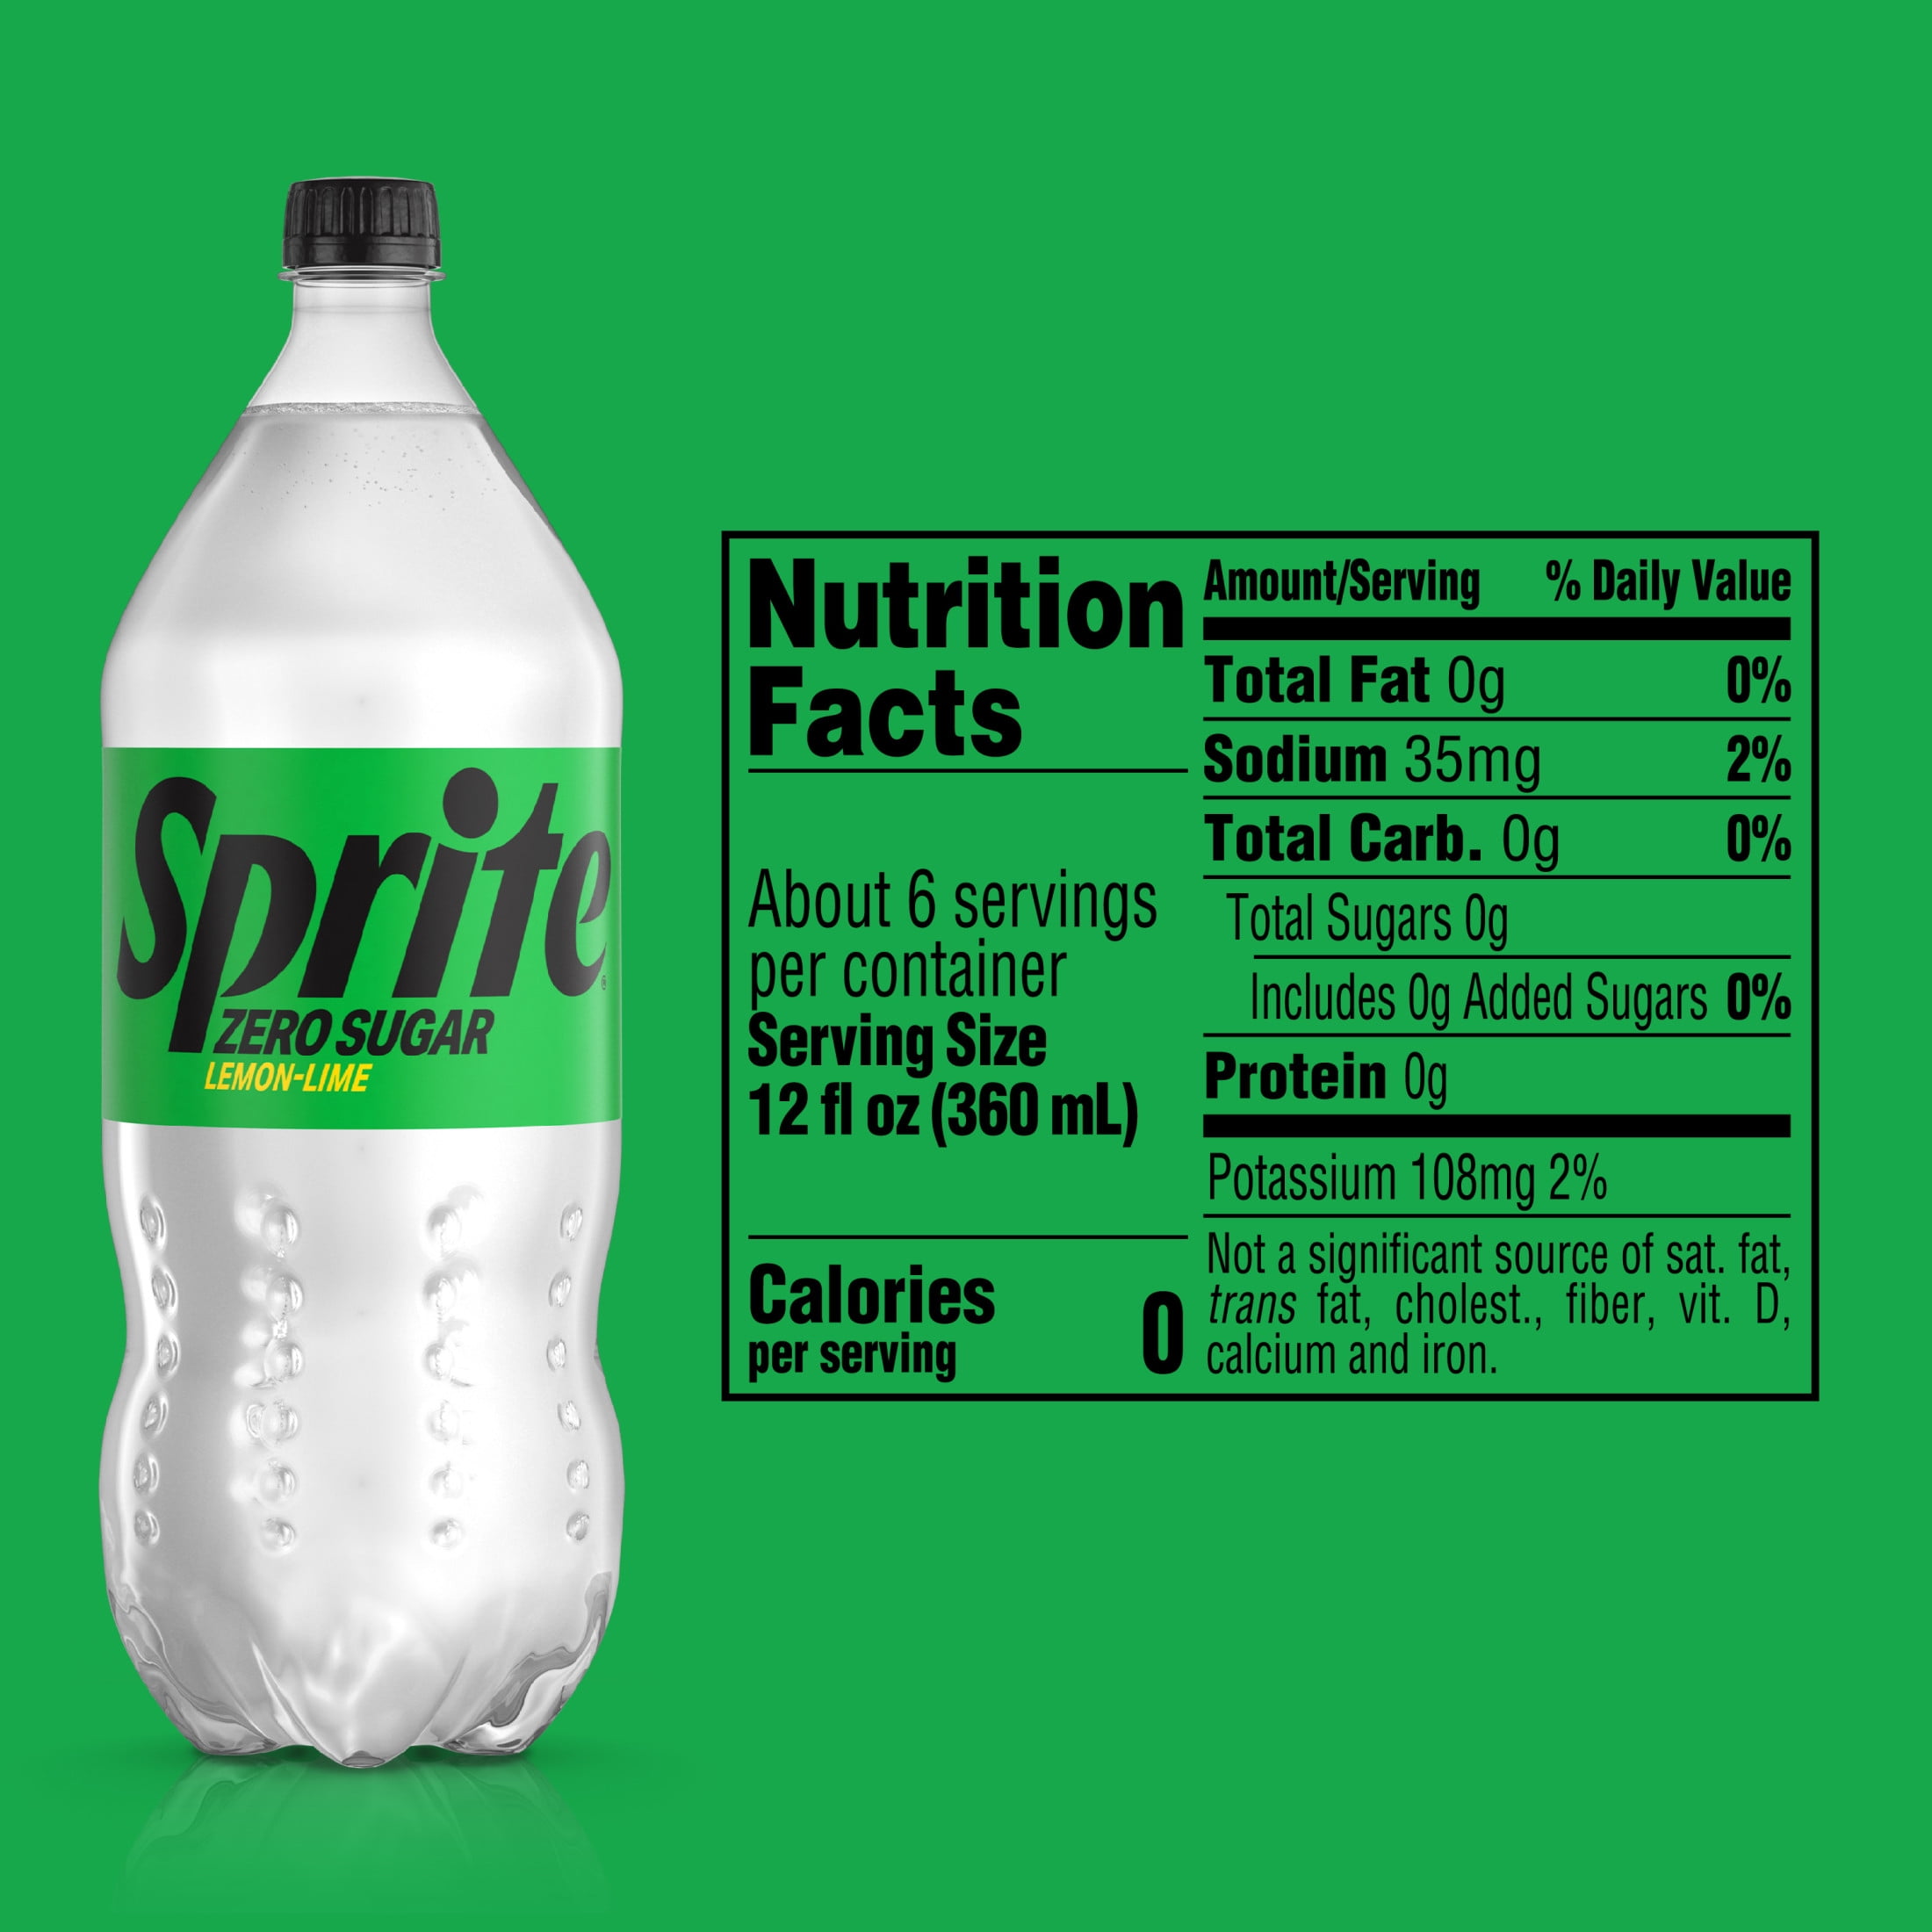 Sprite
ZERO SUGAR
LEMON-LIME
Nutrition
Facts
About 6 servings
per container
Serving Size
12 fl oz (360 mL)
Calories
per serving 0
Amount/Serving % Daily Value
Total Fat 0g 0%
Sodium 35mg 2%
Total Carb. 0g 0%
Total Sugars 0g
Includes 0g Added Sugars 0%
Protein 0g
Potassium 108mg 2%
Not a significant source of sat. fat,
trans fat, cholest., fiber, vit. D,
calcium and iron.